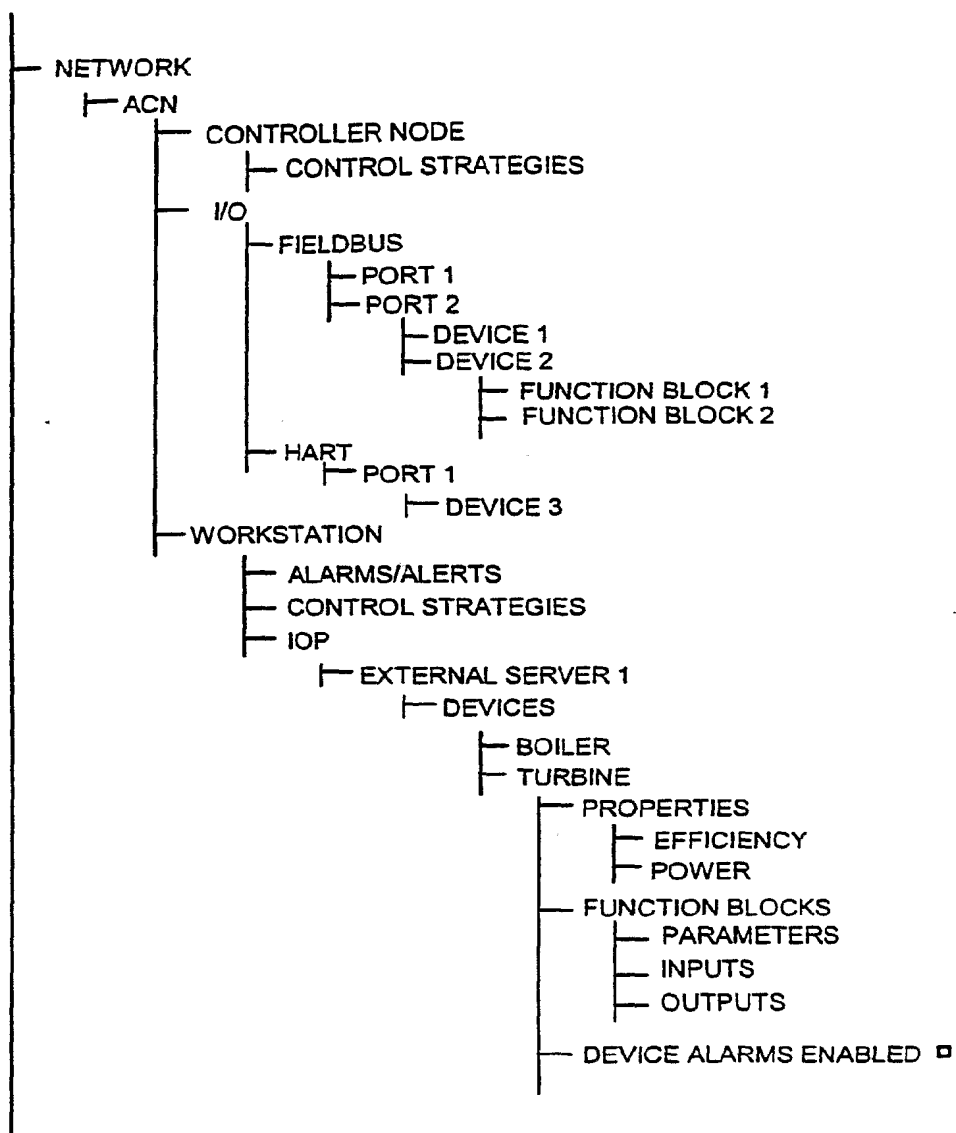 NETWORK
ACN
CONTROLLER NODE
CONTROL STRATEGIES
I/O
FIELDBUS
PORT 1
PORT 2
DEVICE 1
DEVICE 2
FUNCTION BLOCK 1
FUNCTION BLOCK 2
HART
PORT 1
DEVICE 3
WORKSTATION
ALARMS/ALERTS
CONTROL STRATEGIES
IOP
EXTERNAL SERVER 1
DEVICES
BOILER
TURBINE
PROPERTIES
EFFICIENCY
POWER
FUNCTION BLOCKS
PARAMETERS
INPUTS
OUTPUTS
DEVICE ALARMS ENABLED